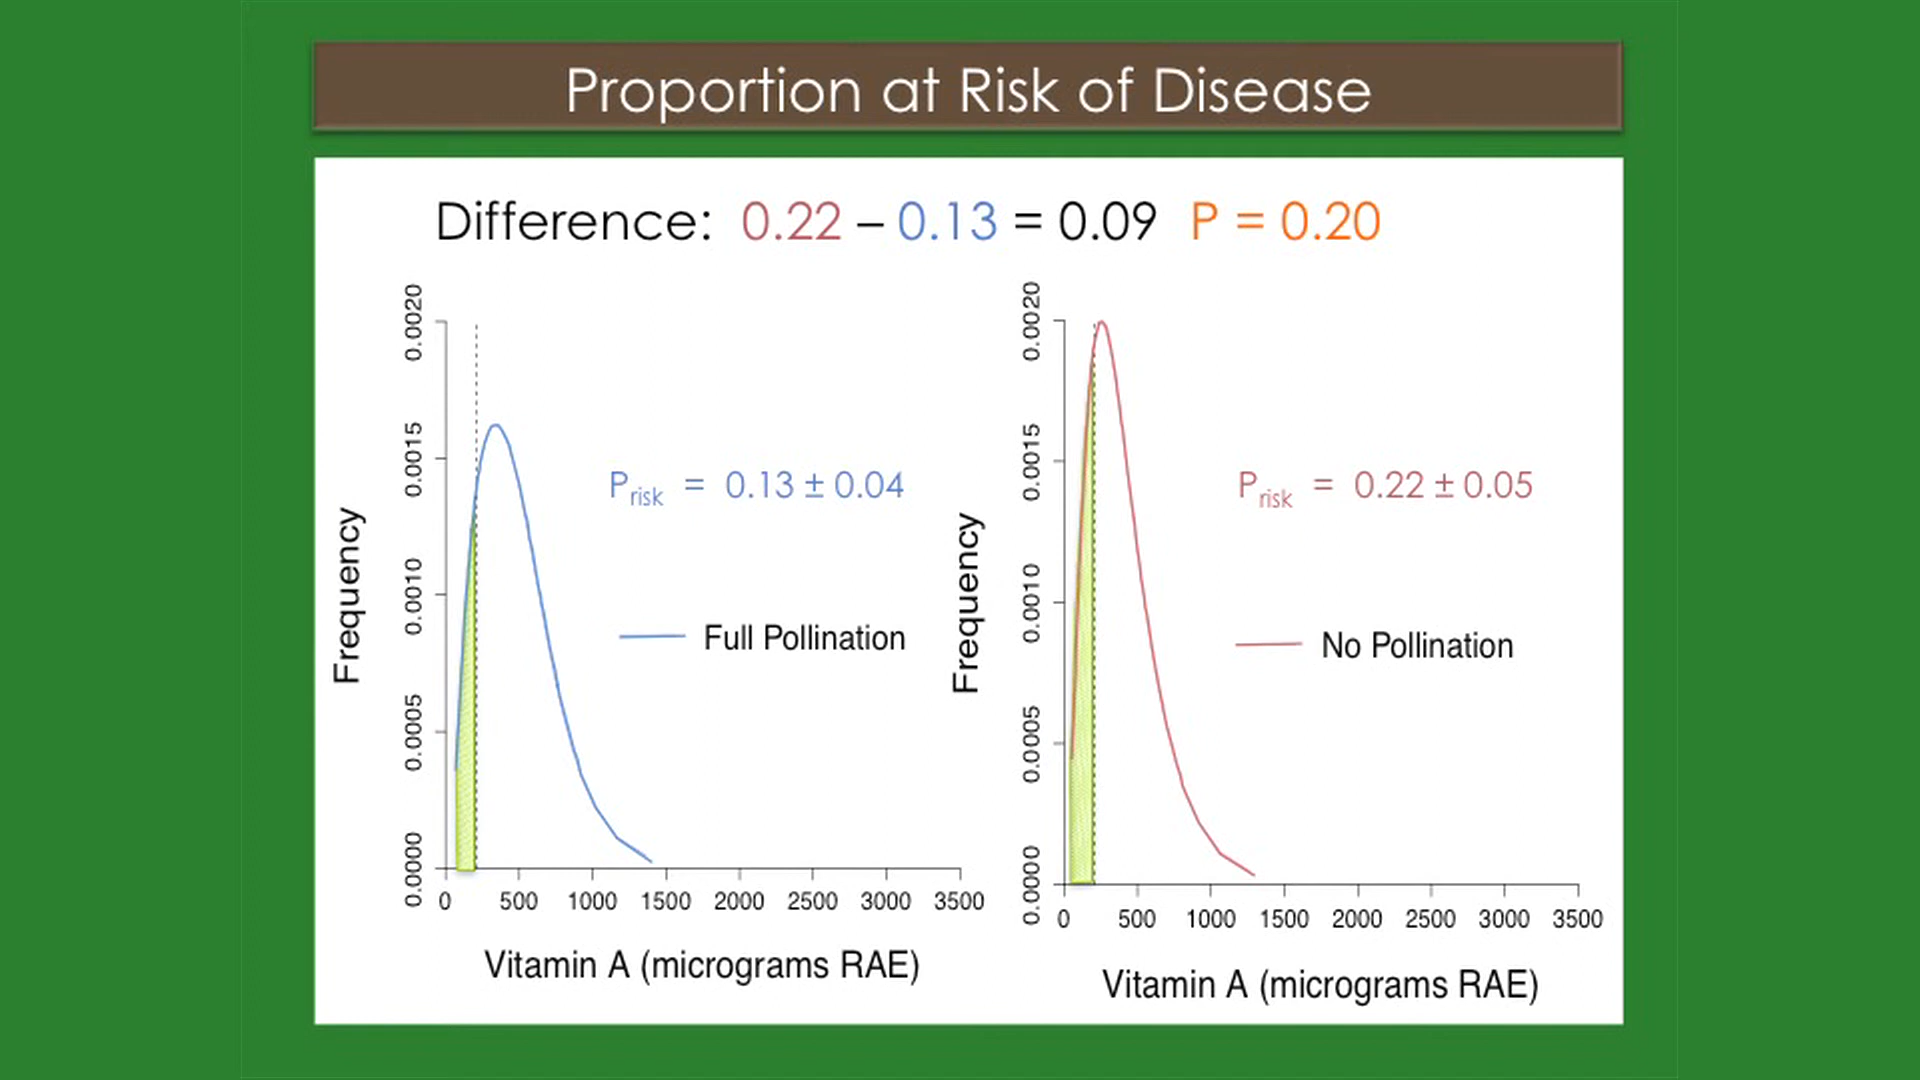 Proportion at Risk of Disease
Difference: 0.22 – 0.13 = 0.09 P = 0.20
Frequency
0.0020
0.0015
0.0010
0.0005
0.0000
P risk = 0.13 ± 0.04
Full Pollination
0 500 1000 1500 2000 2500 3000 3500
Vitamin A (micrograms RAE)
Frequency
0.0020
0.0015
0.0010
0.0005
0.0000
P risk = 0.22 ± 0.05
No Pollination
0 500 1000 1500 2000 2500 3000 3500
Vitamin A (micrograms RAE)